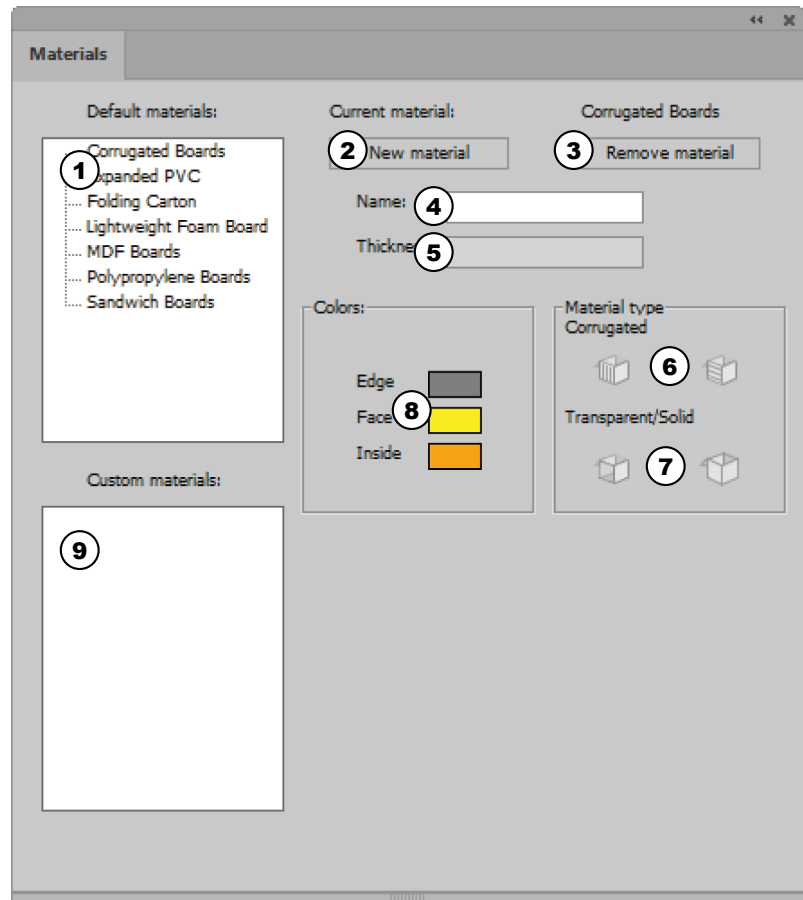 Materials
Default materials:
Current material:
Corrugated Boards
1
Corrugated Boards
Expanded PVC
Folding Carton
Lightweight Foam Board
MDF Boards
Polypropylene Boards
Sandwich Boards
2 New material
3 Remove material
Name: 4
Thickne 5
Colors:
Edge
Face 8
Inside
Material type
Corrugated
6
Transparent/Solid
7
Custom materials:
9